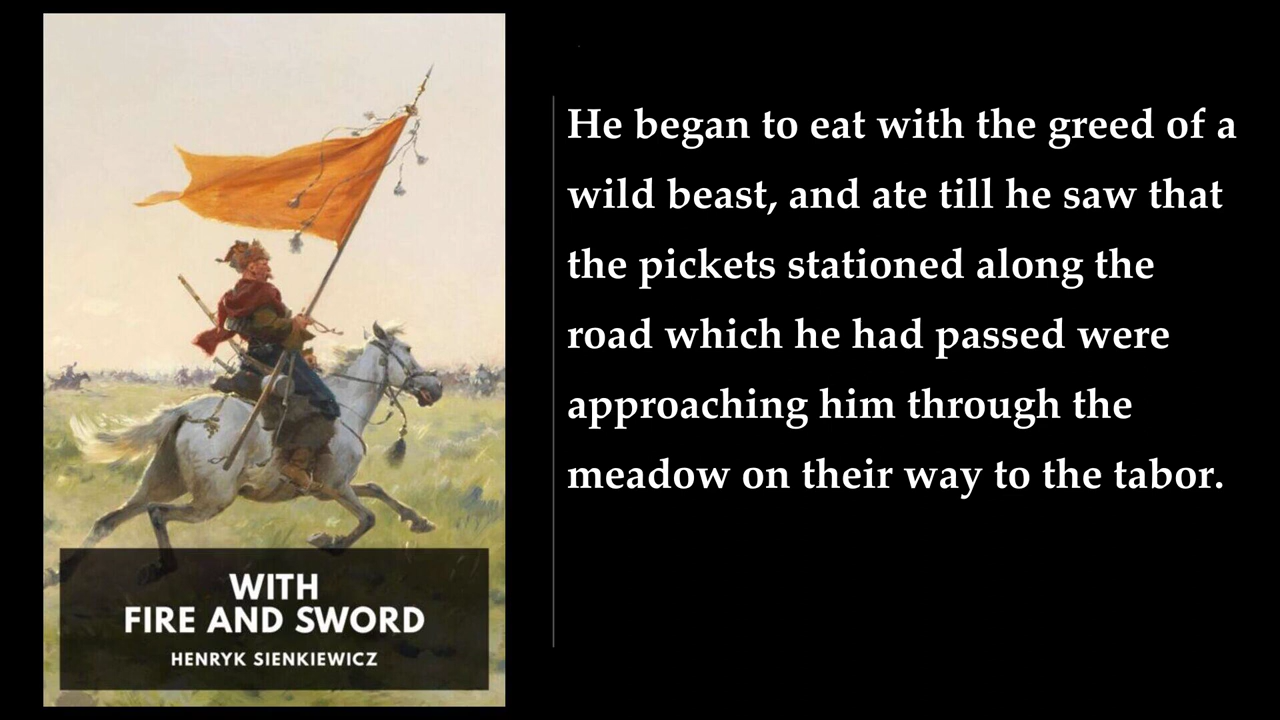 He began to eat with the greed of a
wild beast, and ate till he saw that
the pickets stationed along the
road which he had passed were
approaching him through the
meadow on their way to the tabor.
WITH
FIRE AND SWORD
HENRYK SIENKIEWICZ